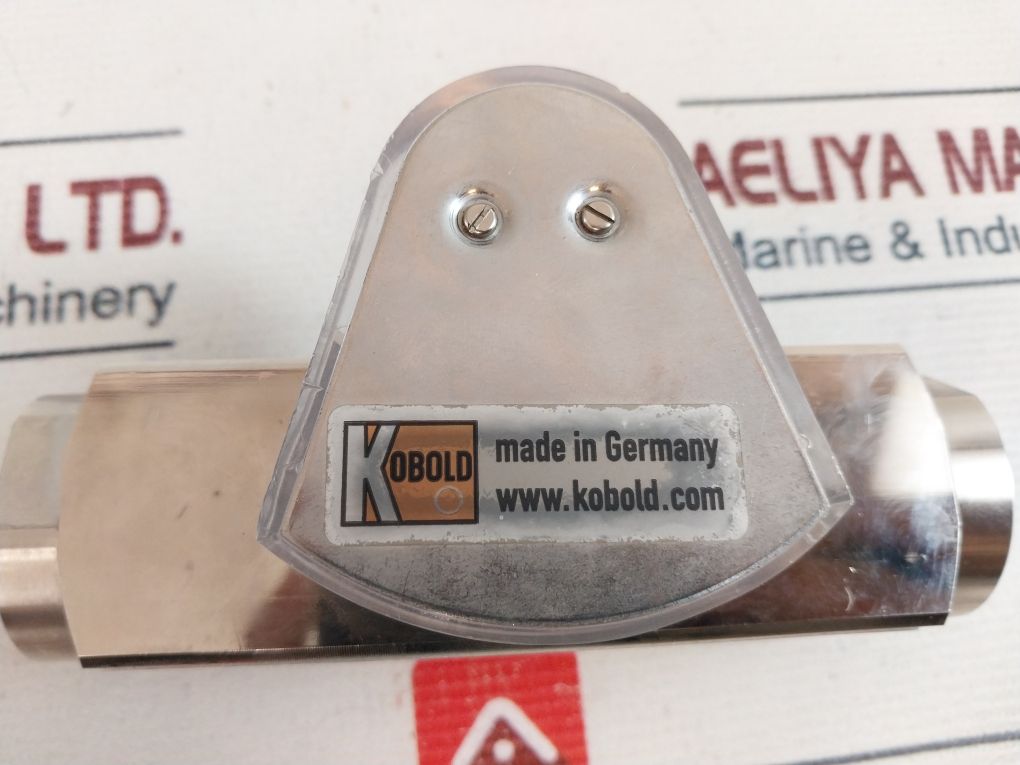 LTD.
chinery
AELIYA MA
Marine & Indu
KOBOLD
made in Germany
www.kobold.com